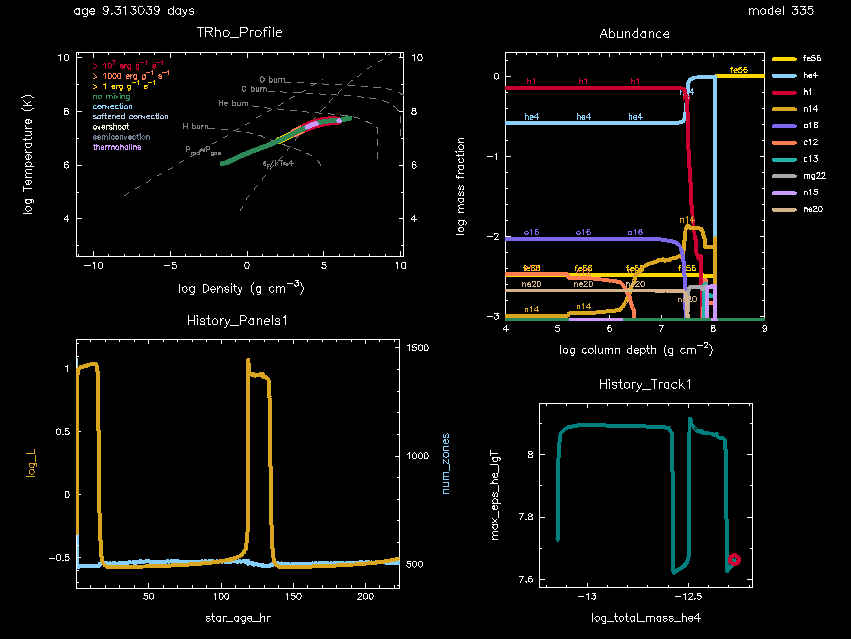 age 9.313039 days
model 335
TRho_Profile
> 10⁷ erg g⁻¹ s⁻¹
> 1000 erg g⁻¹ s⁻¹
> 1 erg g⁻¹ s⁻¹
no mixing
convection
softened convection
overshoot
semiconvection
thermohaline
O burn
C burn
He burn
H burn
log Temperature (K)
10
8
6
4
10
8
6
4
−10
−5
0
5
10
log Density (g cm⁻³)
Abundance
log mass fraction
0
−1
−2
−3
h1
h1
h1
he4
he4
he4
o16
o16
o16
n14
fe56
fe56
ne20
ne20
ne20
ne20
n14
n14
4
5
6
7
8
9
log column depth (g cm⁻²)
fe56
he4
h1
n14
o16
c12
c13
mg22
n15
ne20
History_Panels1
log_L
1
0.5
0
−0.5
1500
1000
500
num_zones
50
100
150
200
star_age_hr
History_Track1
max_eps_he_lgT
8
7.8
7.6
−13
−12.5
log_total_mass_he4